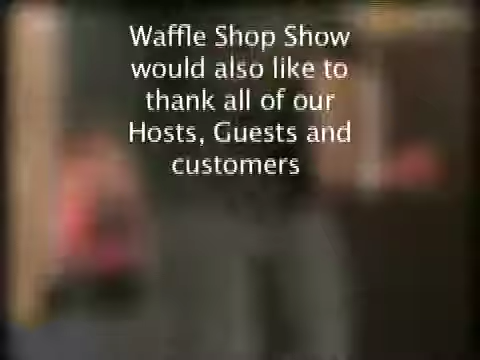 Waffle Shop Show
would also like to
thank all of our
Hosts, Guests and
customers